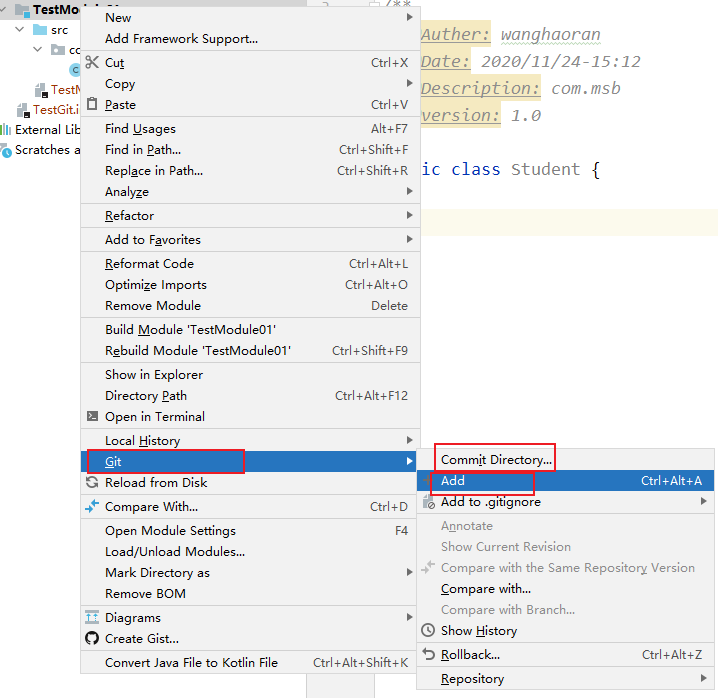 TestModule01
src
co
TestM
TestGit.i
External Lib
Scratches a
/**
Auther: wanghaoran
Date: 2020/11/24-15:12
Description: com.msb
version: 1.0
ic class Student {
New
Add Framework Support...
Cut Ctrl+X
Copy
Paste Ctrl+V
Find Usages Alt+F7
Find in Path... Ctrl+Shift+F
Replace in Path... Ctrl+Shift+R
Analyze
Refactor
Add to Favorites
Reformat Code Ctrl+Alt+L
Optimize Imports Ctrl+Alt+O
Remove Module Delete
Build Module 'TestModule01'
Rebuild Module 'TestModule01' Ctrl+Shift+F9
Show in Explorer
Directory Path Ctrl+Alt+F12
Open in Terminal
Local History
Git
Reload from Disk
Compare With... Ctrl+D
Open Module Settings F4
Load/Unload Modules...
Mark Directory as
Remove BOM
Diagrams
Create Gist...
Convert Java File to Kotlin File Ctrl+Alt+Shift+K
Commit Directory...
Add Ctrl+Alt+A
Add to .gitignore
Annotate
Show Current Revision
Compare with the Same Repository Version
Compare with...
Compare with Branch...
Show History
Rollback... Ctrl+Alt+Z
Repository